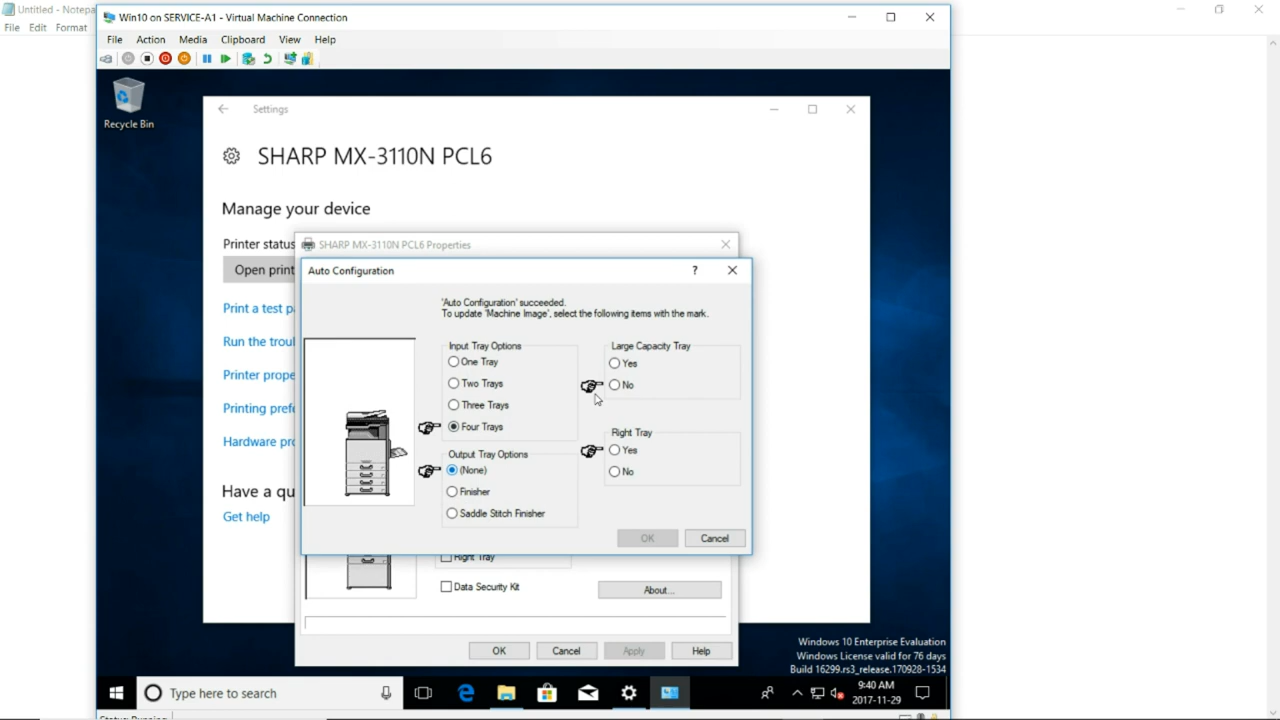 Untitled - Notepa
File Edit Format
Win10 on SERVICE-A1 - Virtual Machine Connection
File Action Media Clipboard View Help
Recycle Bin
Settings
SHARP MX-3110N PCL6
Manage your device
Printer status
Open print
Print a test p
Run the trou
Printer prope
Printing pref
Hardware pr
Have a qu
Get help
SHARP MX-3110N PCL6 Properties
Auto Configuration
?
'Auto Configuration' succeeded.
To update 'Machine Image', select the following items with the mark.
Input Tray Options
One Tray
Two Trays
Three Trays
Four Trays
Output Tray Options
(None)
Finisher
Saddle Stitch Finisher
Large Capacity Tray
Yes
No
Right Tray
Yes
No
OK Cancel
Right Tray
Data Security Kit
About...
OK Cancel Apply Help
Windows 10 Enterprise Evaluation
Windows License valid for 76 days
Build 16299.rs3_release.170928-1534
Type here to search
9:40 AM
2017-11-29
Status: Running